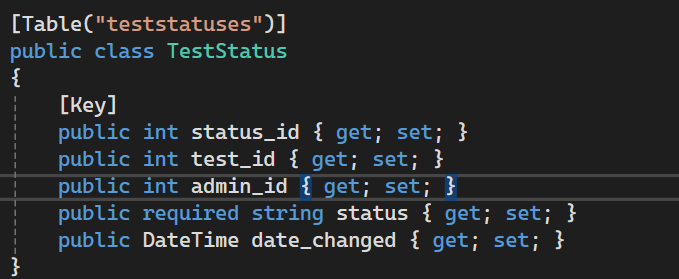 [Table("teststatuses")]
public class TestStatus
{
[Key]
public int status_id { get; set; }
public int test_id { get; set; }
public int admin_id { get; set; }
public required string status { get; set; }
public DateTime date_changed { get; set; }
}